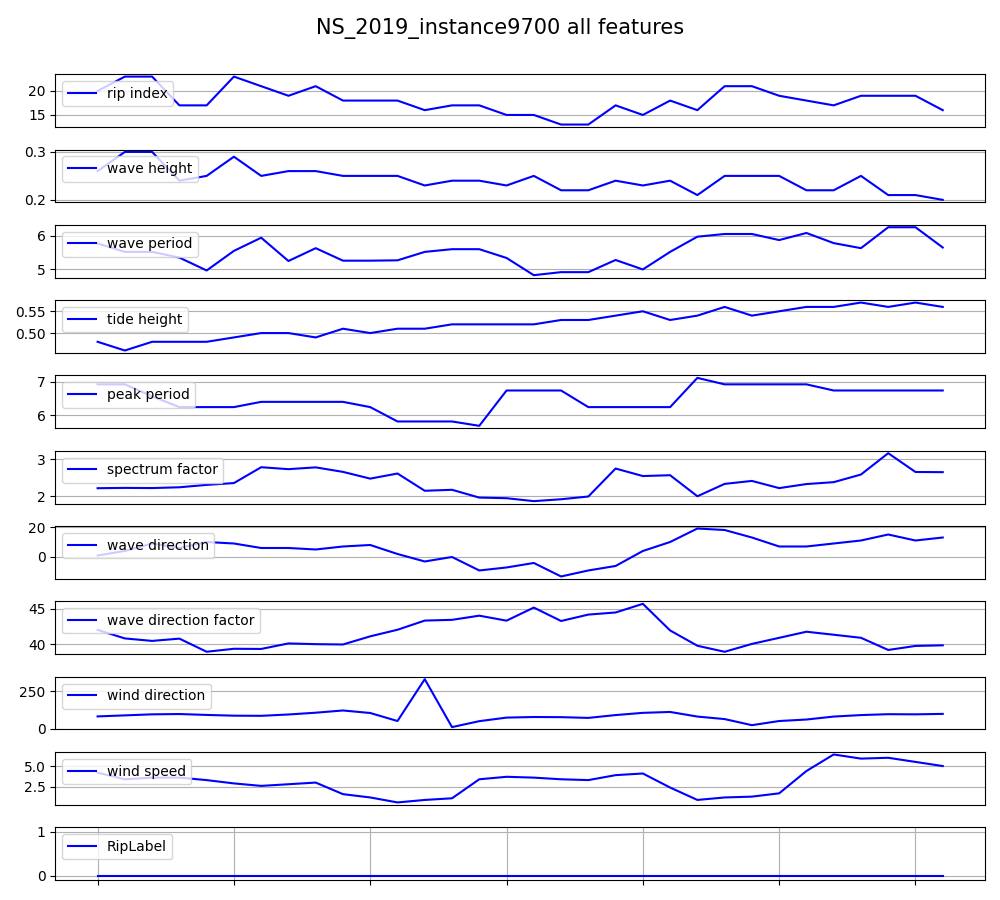 NS_2019_instance9700 all features
20
15
rip index
0.3
0.2
wave height
6
5
wave period
0.55
0.50
tide height
7
6
peak period
3
2
spectrum factor
20
0
wave direction
45
40
wave direction factor
250
0
wind direction
5.0
2.5
wind speed
1
0
RipLabel